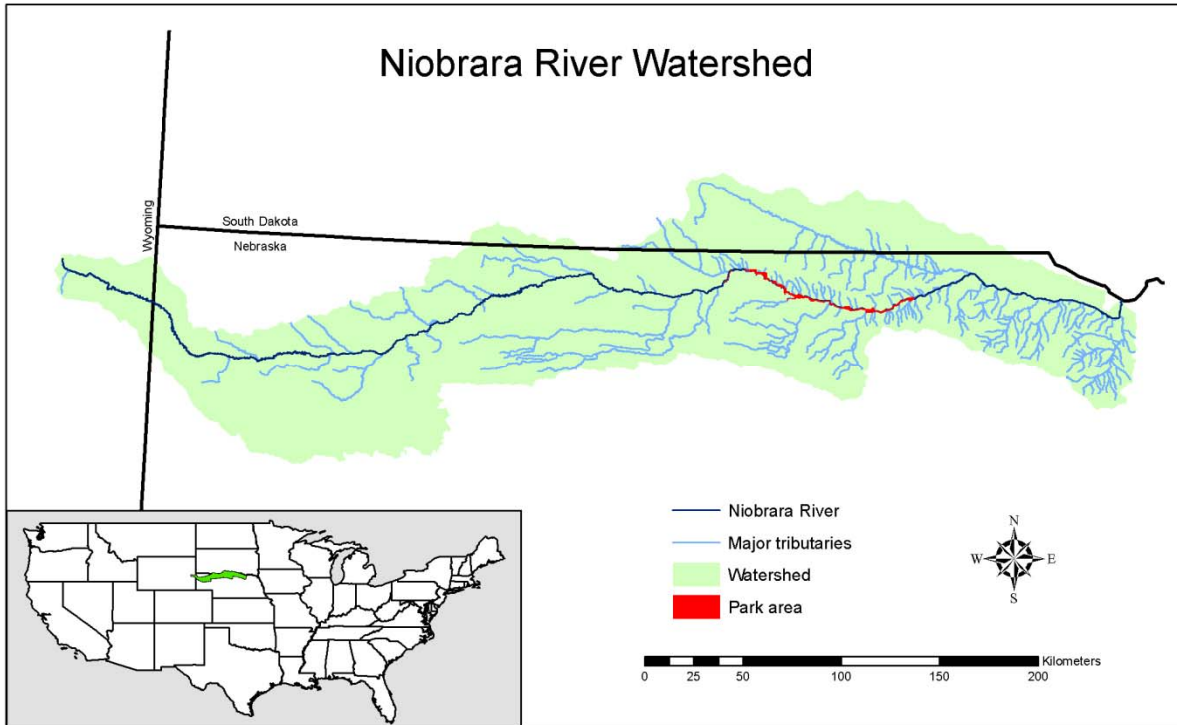 Niobrara River Watershed
Wyoming
South Dakota
Nebraska
Niobrara River
Major tributaries
Watershed
Park area
N
W
E
S
Kilometers
0 25 50 100 150 200